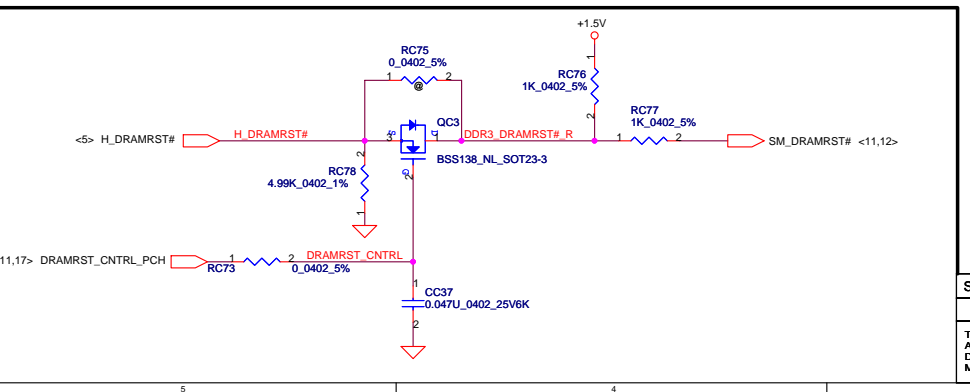 +1.5V
RC75
0_0402_5%
1 2
@
RC76
1K_0402_5%
1
2
RC77
1K_0402_5%
1 2
<5> H_DRAMRST#
H_DRAMRST#
3 S
D 1
G
2
QC3
BSS138_NL_SOT23-3
DDR3_DRAMRST#_R
SM_DRAMRST# <11,12>
2
RC78
4.99K_0402_1%
1
11,17> DRAMRST_CNTRL_PCH
1 2
RC73
0_0402_5%
DRAMRST_CNTRL
1
CC37
0.047U_0402_25V6K
2
S
T
A
D
M
5
4